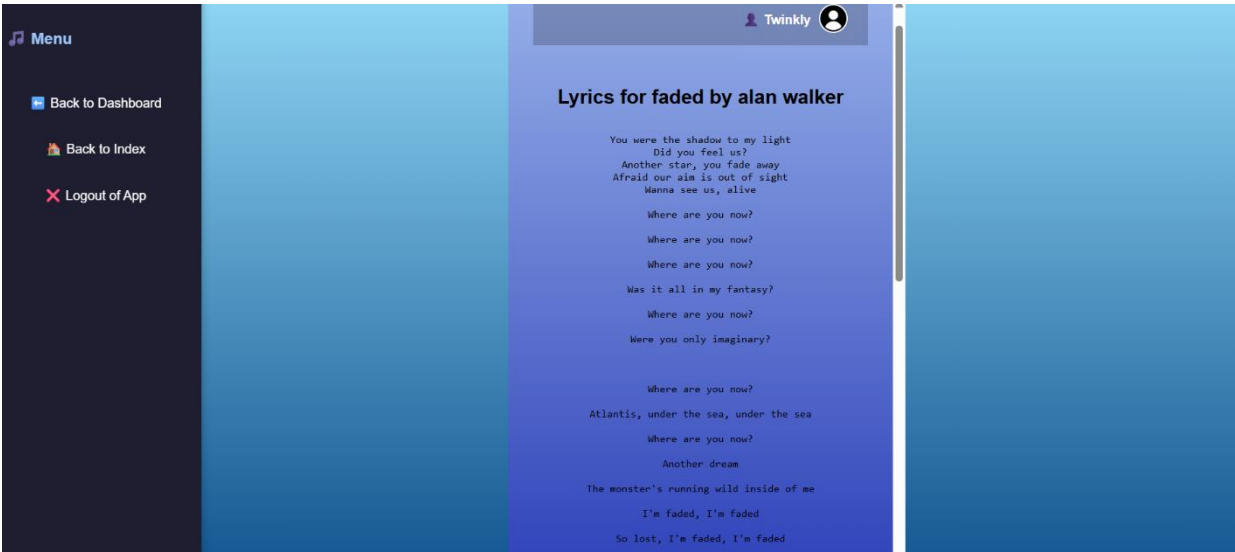 Menu
Back to Dashboard
Back to Index
Logout of App
Twinkly
Lyrics for faded by alan walker
You were the shadow to my light
Did you feel us?
Another star, you fade away
Afraid our aim is out of sight
Wanna see us, alive
Where are you now?
Where are you now?
Where are you now?
Was it all in my fantasy?
Where are you now?
Were you only imaginary?
Where are you now?
Atlantis, under the sea, under the sea
Where are you now?
Another dream
The monster's running wild inside of me
I'm faded, I'm faded
So lost, I'm faded, I'm faded